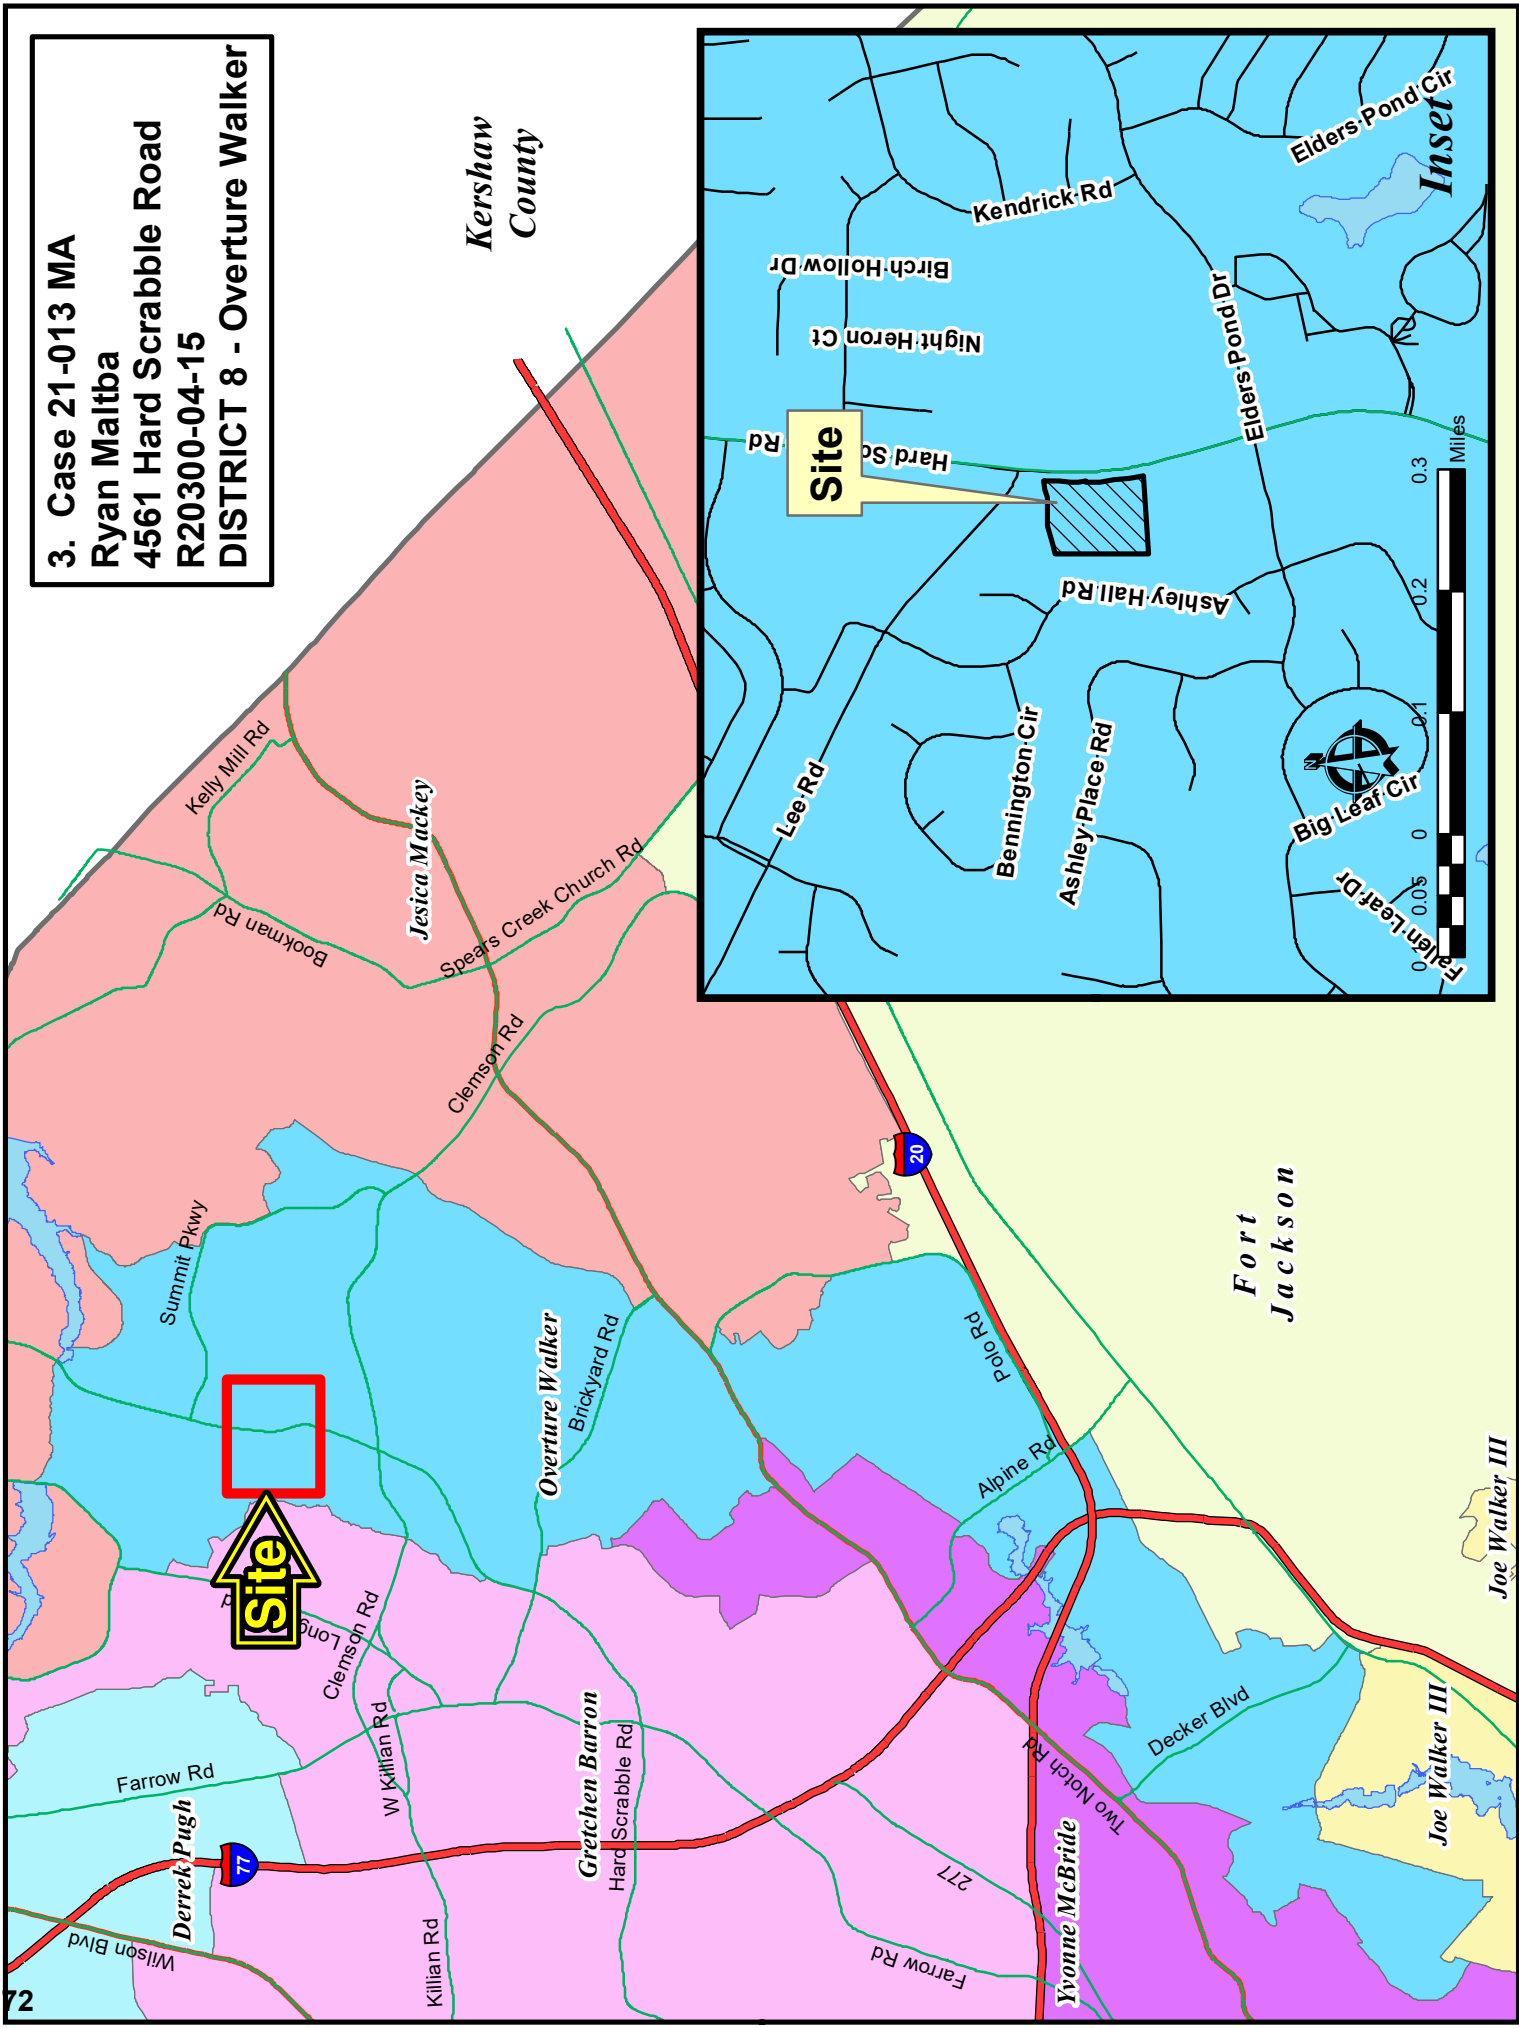 3. Case 21-013 MA
Ryan Maltba
4561 Hard Scrabble Road
R20300-04-15
DISTRICT 8 - Overture Walker
Kershaw
County
Kelly Mill Rd
Bookman Rd
Jesica Mackey
Spears Creek Church Rd
Clemson Rd
Summit Pkwy
Overture Walker
Brickyard Rd
Polo Rd
20
Fort
Jackson
Alpine Rd
Site
Long
Clemson Rd
W Killian Rd
Farrow Rd
Derrek Pugh
77
Wilson Blvd
Killian Rd
Gretchen Barron
Hard Scrabble Rd
277
Farrow Rd
Two Notch Rd
Yvonne McBride
Decker Blvd
Joe Walker III
Joe Walker III
72
Inset
Elders Pond Cir
Kendrick Rd
Birch Hollow Dr
Night Heron Ct
Elders Pond Dr
Hard Sc
Rd
Site
Ashley Hall Rd
Lee Rd
Bennington Cir
Ashley Place Rd
Big Leaf Cir
Fallen Leaf Dr
N
0.05
0
0.1
0.2
0.3
Miles